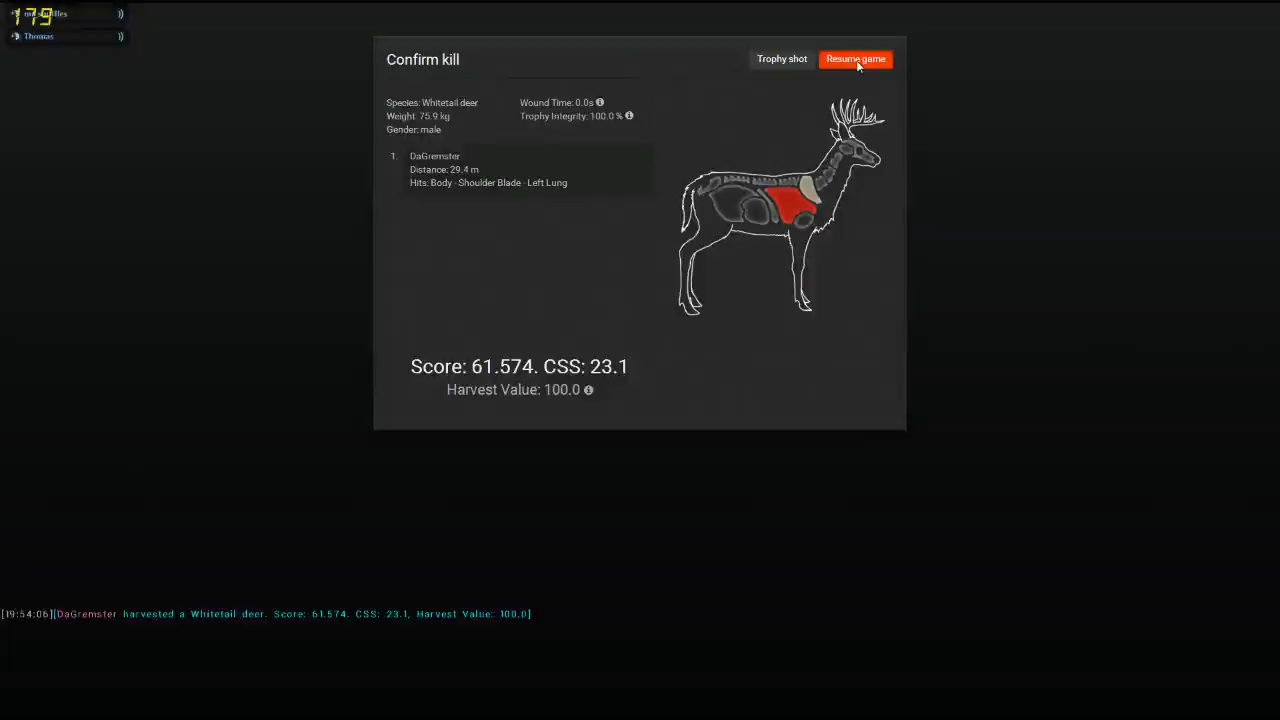 179
Thomas
Confirm kill
Trophy shot
Resume game
Species: Whitetail deer
Weight: 75.9 kg
Gender: male
Wound Time: 0.0s
Trophy Integrity: 100.0 %
1. DaGremster
Distance: 29.4 m
Hits: Body - Shoulder Blade - Left Lung
Score: 61.574. CSS: 23.1
Harvest Value: 100.0
[19:54:06][DaGremster harvested a Whitetail deer. Score: 61.574. CSS: 23.1, Harvest Value: 100.0]